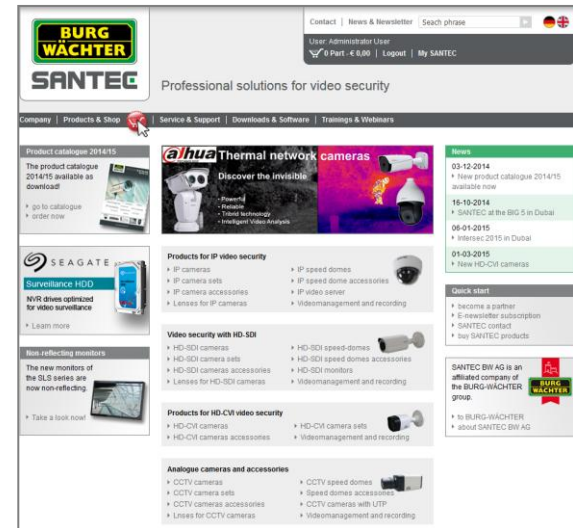 BURG
WÄCHTER
SANTEC
Contact | News & Newsletter
Seach phrase
User: Administrator User
0 Part - € 0,00 | Logout | My SANTEC
Professional solutions for video security
Company | Products & Shop | Service & Support | Downloads & Software | Trainings & Webinars
Product catalogue 2014/15
The product catalogue
2014/15 available as
download!
go to catalogue
order now
SEAGATE
Surveillance HDD
NVR drives optimized
for video surveillance
Learn more
Non-reflecting monitors
The new monitors of
the SLS series are
now non-reflecting.
Take a look now!
alhua Thermal network cameras
Discover the invisible
- Powerful
- Reliable
- Tribrid technology
- Intelligent Video Analysis
Products for IP video security
IP cameras
IP camera sets
IP camera accessories
Lenses for IP cameras
IP speed domes
IP speed dome accessories
IP video server
Videomanagement and recording
Video security with HD-SDI
HD-SDI cameras
HD-SDI camera sets
HD-SDI cameras accessories
Lenses for HD-SDI cameras
HD-SDI speed-domes
HD-SDI speed domes accessories
HD-SDI monitors
Videomanagement and recording
Products for HD-CVI video security
HD-CVI cameras
HD-CVI cameras accessories
HD-CVI camera sets
Videomanagement and recording
Analogue cameras and accessories
CCTV cameras
CCTV camera sets
CCTV cameras accessories
Lnses for CCTV cameras
CCTV speed domes
Speed domes accessories
CCTV cameras with UTP
Videomanagement and recording
News
03-12-2014
New product catalogue 2014/15
available now
16-10-2014
SANTEC at the BIG 5 in Dubai
06-01-2015
Intersec 2015 in Dubai
01-03-2015
New HD-CVI cameras
Quick start
become a partner
E-newsletter subscription
SANTEC contact
buy SANTEC products
SANTEC BW AG is an
affiliated company of
the BURG-WÄCHTER
group.
BURG
WÄCHTER
to BURG-WÄCHTER
about SANTEC BW AG